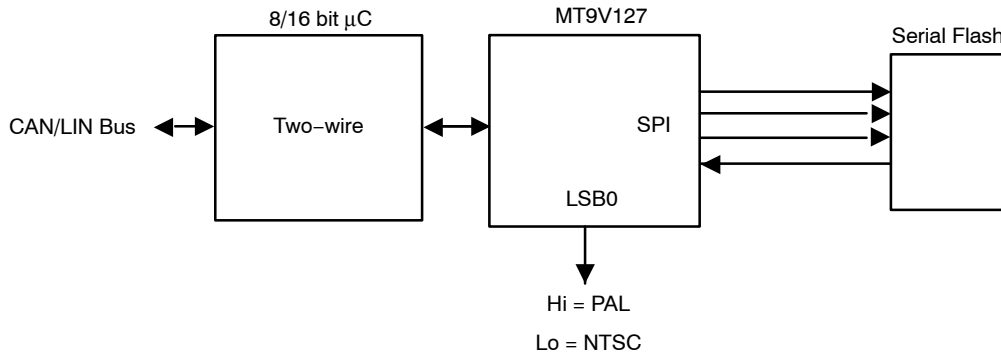 8/16 bit μC
MT9V127
Serial Flash
CAN/LIN Bus
Two−wire
SPI
LSB0
Hi = PAL
Lo = NTSC